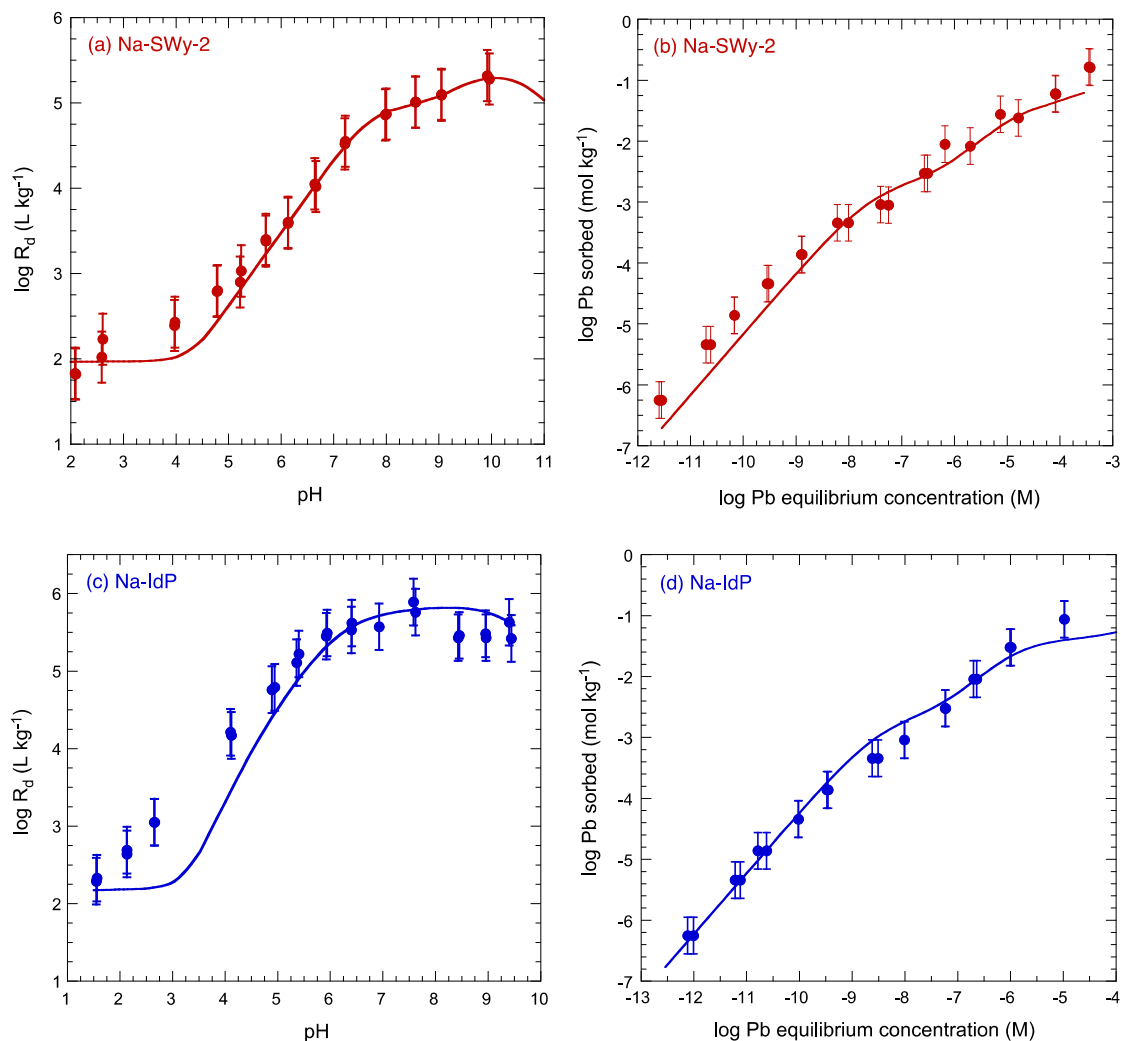 (a) Na-SWy-2
log Rd (L kg-1)
6
5
4
3
2
1
2 3 4 5 6 7 8 9 10 11
pH
(b) Na-SWy-2
log Pb sorbed (mol kg-1)
0
-1
-2
-3
-4
-5
-6
-7
-12 -11 -10 -9 -8 -7 -6 -5 -4 -3
log Pb equilibrium concentration (M)
(c) Na-IdP
log Rd (L kg-1)
6
5
4
3
2
1
1 2 3 4 5 6 7 8 9 10
pH
(d) Na-IdP
log Pb sorbed (mol kg-1)
0
-1
-2
-3
-4
-5
-6
-7
-13 -12 -11 -10 -9 -8 -7 -6 -5 -4
log Pb equilibrium concentration (M)